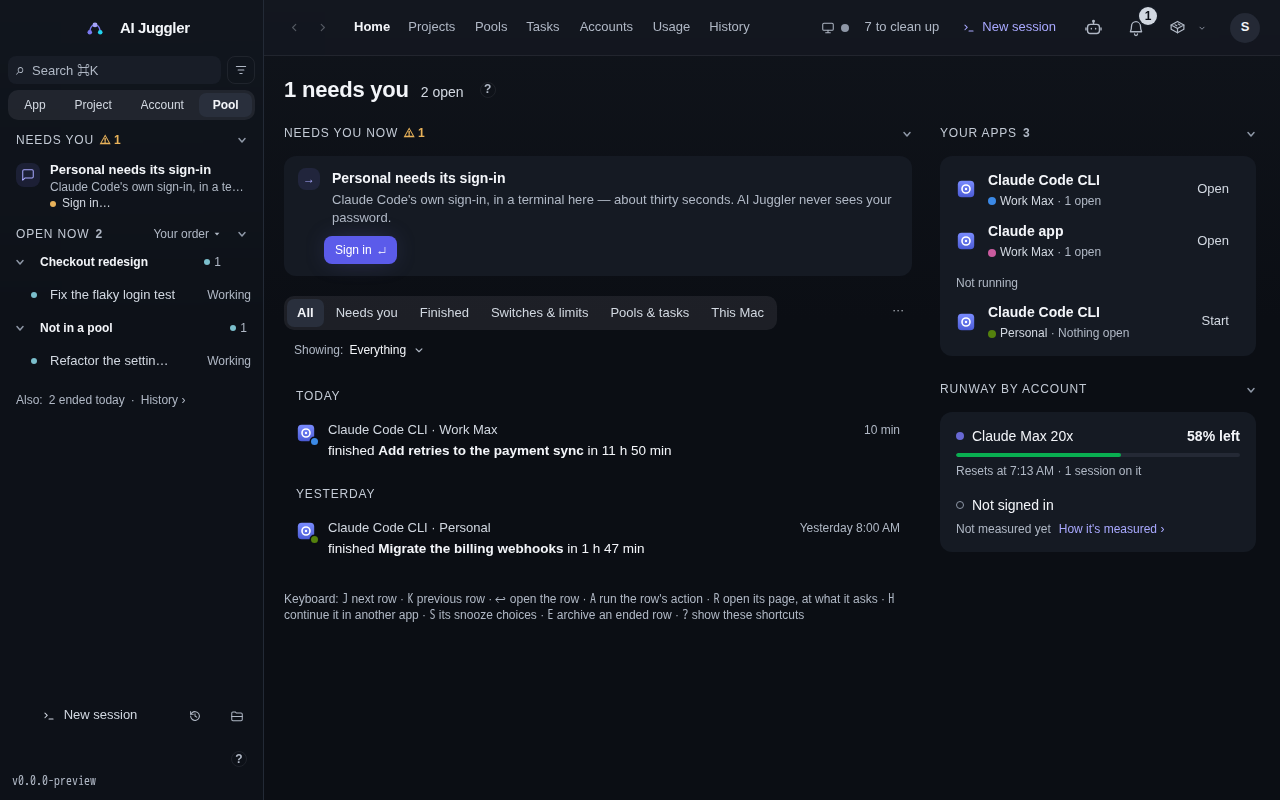 AI Juggler
Search ⌘K
App Project Account Pool
NEEDS YOU 1
Personal needs its sign-in
Claude Code's own sign-in, in a te…
Sign in…
OPEN NOW 2 Your order
Checkout redesign 1
Fix the flaky login test Working
Not in a pool 1
Refactor the settin… Working
Also: 2 ended today · History ›
New session
?
v0.0.0-preview
Home Projects Pools Tasks Accounts Usage History
7 to clean up
New session
1
S
1 needs you 2 open ?
NEEDS YOU NOW 1
→ Personal needs its sign-in
Claude Code's own sign-in, in a terminal here — about thirty seconds. AI Juggler never sees your
password.
Sign in
All Needs you Finished Switches & limits Pools & tasks This Mac ···
Showing: Everything
TODAY
Claude Code CLI · Work Max 10 min
finished Add retries to the payment sync in 11 h 50 min
YESTERDAY
Claude Code CLI · Personal Yesterday 8:00 AM
finished Migrate the billing webhooks in 1 h 47 min
Keyboard: J next row · K previous row · ↩ open the row · A run the row's action · R open its page, at what it asks · H
continue it in another app · S its snooze choices · E archive an ended row · ? show these shortcuts
YOUR APPS 3
Claude Code CLI Open
Work Max · 1 open
Claude app Open
Work Max · 1 open
Not running
Claude Code CLI Start
Personal · Nothing open
RUNWAY BY ACCOUNT
Claude Max 20x 58% left
Resets at 7:13 AM · 1 session on it
Not signed in
Not measured yet How it's measured ›